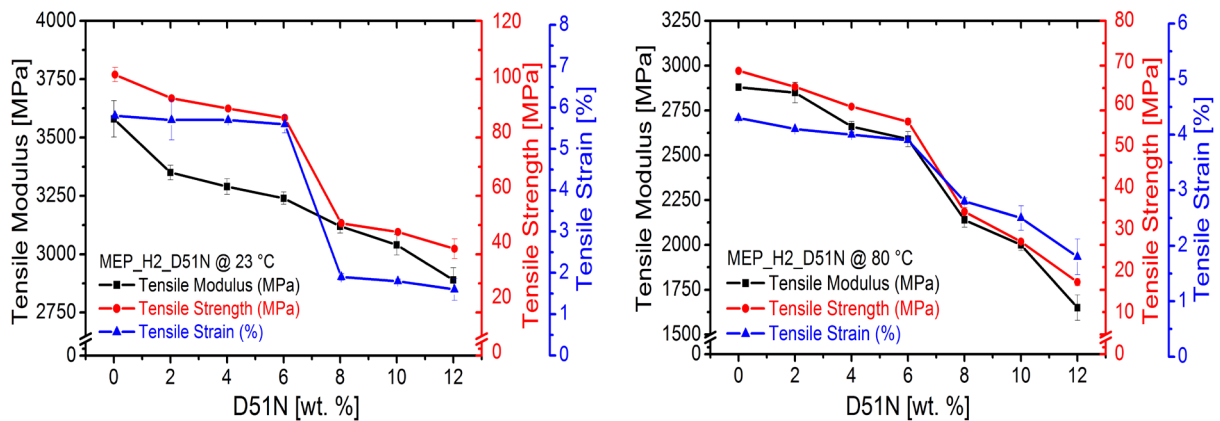 Tensile Modulus [MPa]
4000
3750
3500
3250
3000
2750
0
MEP_H2_D51N @ 23 °C
Tensile Modulus (MPa)
Tensile Strength (MPa)
Tensile Strain (%)
0 2 4 6 8 10 12
D51N [wt. %]
120
100
80
60
40
20
0
Tensile Strength [MPa]
8
7
6
5
4
3
2
1
0
Tensile Strain [%]
Tensile Modulus [MPa]
3250
3000
2750
2500
2250
2000
1750
1500
0
MEP_H2_D51N @ 80 °C
Tensile Modulus (MPa)
Tensile Strength (MPa)
Tensile Strain (%)
0 2 4 6 8 10 12
D51N [wt. %]
80
70
60
50
40
30
20
10
0
Tensile Strength [MPa]
6
5
4
3
2
1
0
Tensile Strain [%]